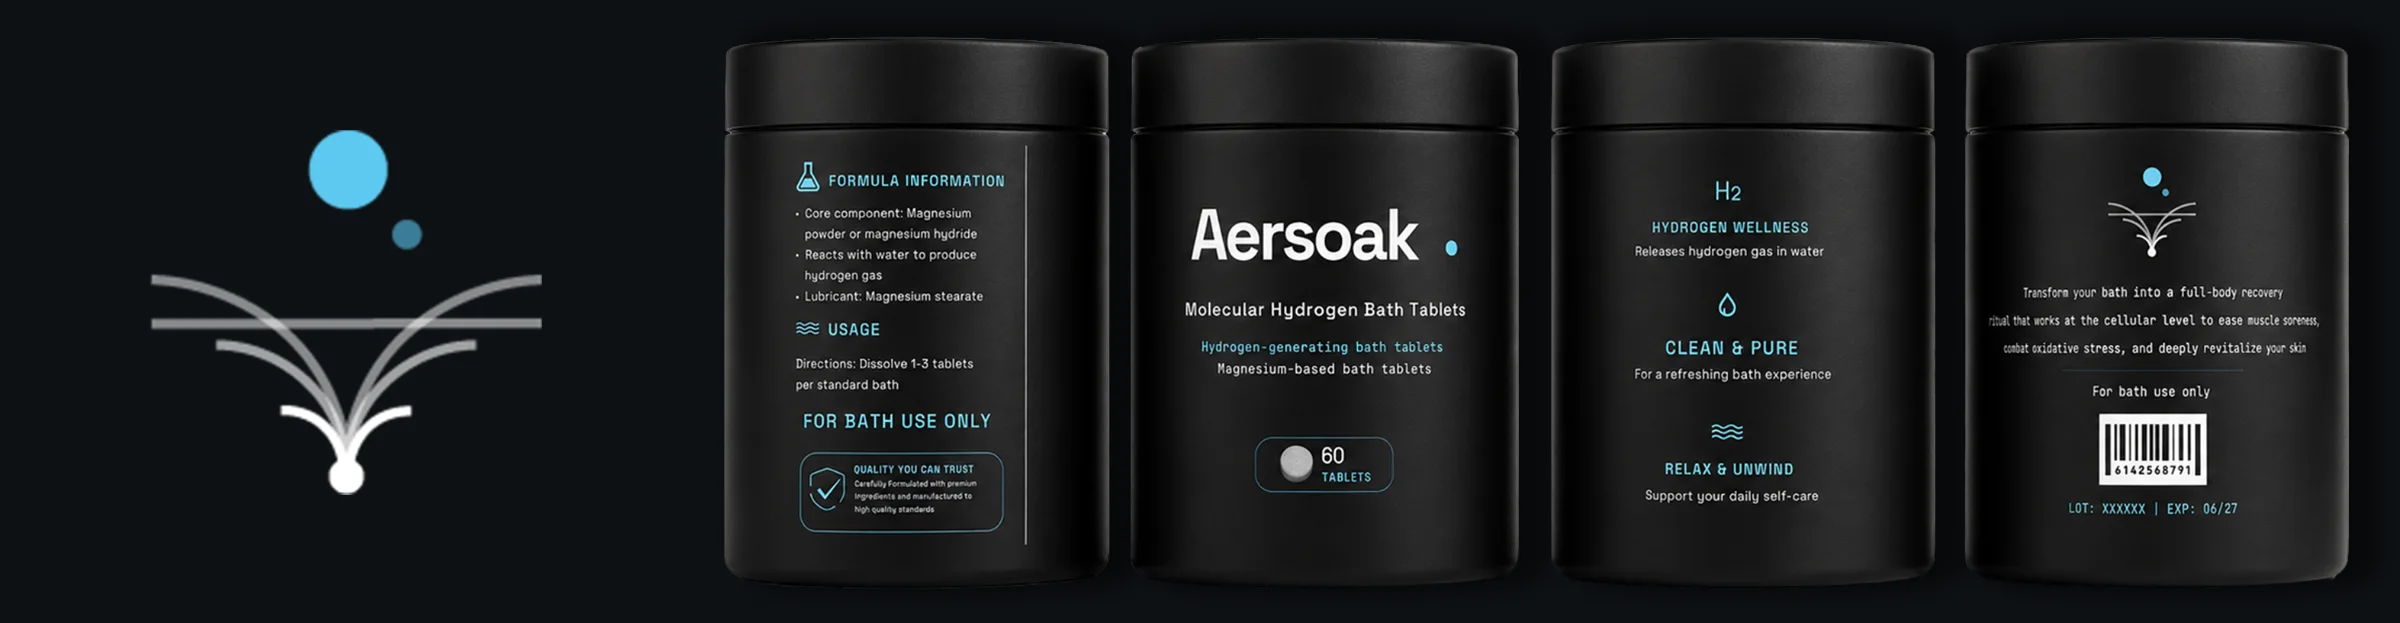 FORMULA INFORMATION
• Core component: Magnesium
powder or magnesium hydride
• Reacts with water to produce
hydrogen gas
• Lubricant: Magnesium stearate
USAGE
Directions: Dissolve 1-3 tablets
per standard bath
FOR BATH USE ONLY
QUALITY YOU CAN TRUST
Carefully Formulated with premium
Ingredients and manufactured to
high quality standards
Aersoak
Molecular Hydrogen Bath Tablets
Hydrogen-generating bath tablets
Magnesium-based bath tablets
60
TABLETS
H2
HYDROGEN WELLNESS
Releases hydrogen gas in water
CLEAN & PURE
For a refreshing bath experience
RELAX & UNWIND
Support your daily self-care
Transform your bath into a full-body recovery
ritual that works at the cellular level to ease muscle soreness,
combat oxidative stress, and deeply revitalize your skin
For bath use only
6142568791
LOT: XXXXXX | EXP: 06/27